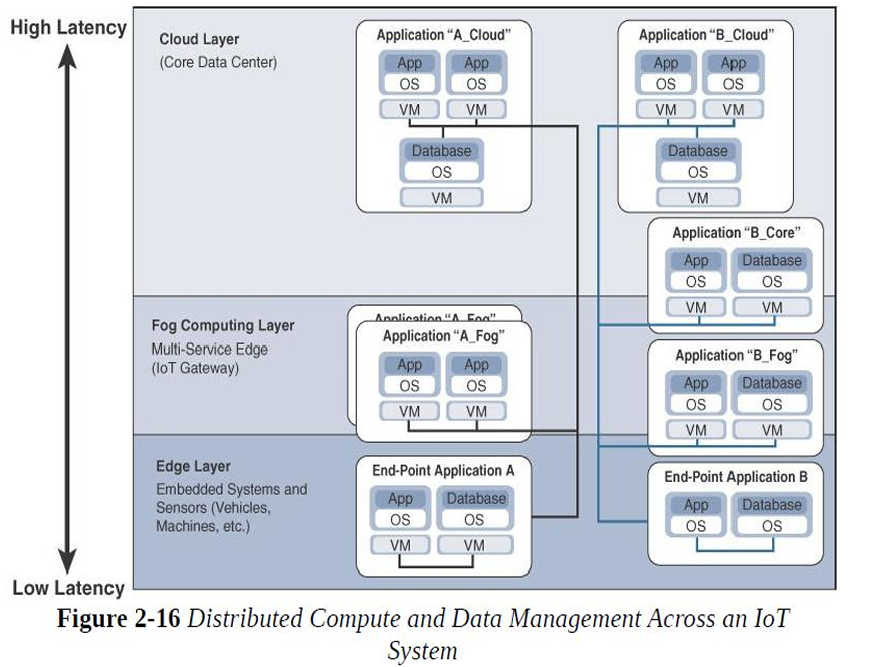 High Latency
Cloud Layer
(Core Data Center)
Application “A_Cloud”
App App
OS OS
VM VM
Database
OS
VM
Application “B_Cloud”
App App
OS OS
VM VM
Database
OS
VM
Application “B_Core”
App Database
OS OS
VM VM
Fog Computing Layer
Multi-Service Edge
(IoT Gateway)
Application “A_Fog”
Application “A_Fog”
App App
OS OS
VM VM
Application “B_Fog”
App Database
OS OS
VM VM
Edge Layer
Embedded Systems and
Sensors (Vehicles,
Machines, etc.)
End-Point Application A
App Database
OS OS
VM VM
End-Point Application B
App Database
OS OS
Low Latency
Figure 2-16 Distributed Compute and Data Management Across an IoT
System